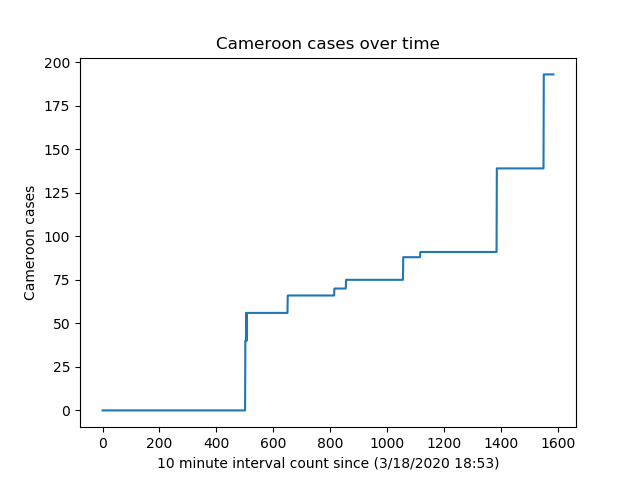 Cameroon cases over time
200
175
150
125
100
75
50
25
0
Cameroon cases
0 200 400 600 800 1000 1200 1400 1600
10 minute interval count since (3/18/2020 18:53)